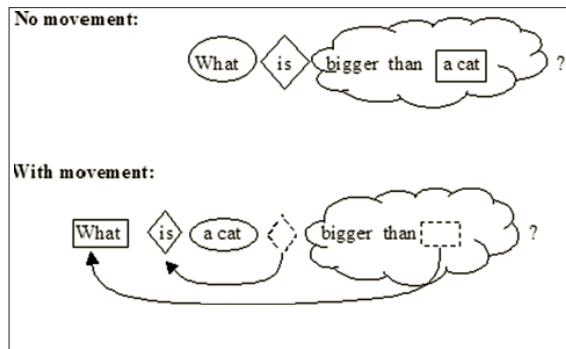 No movement:
What is bigger than a cat ?
With movement:
What is a cat bigger than ?